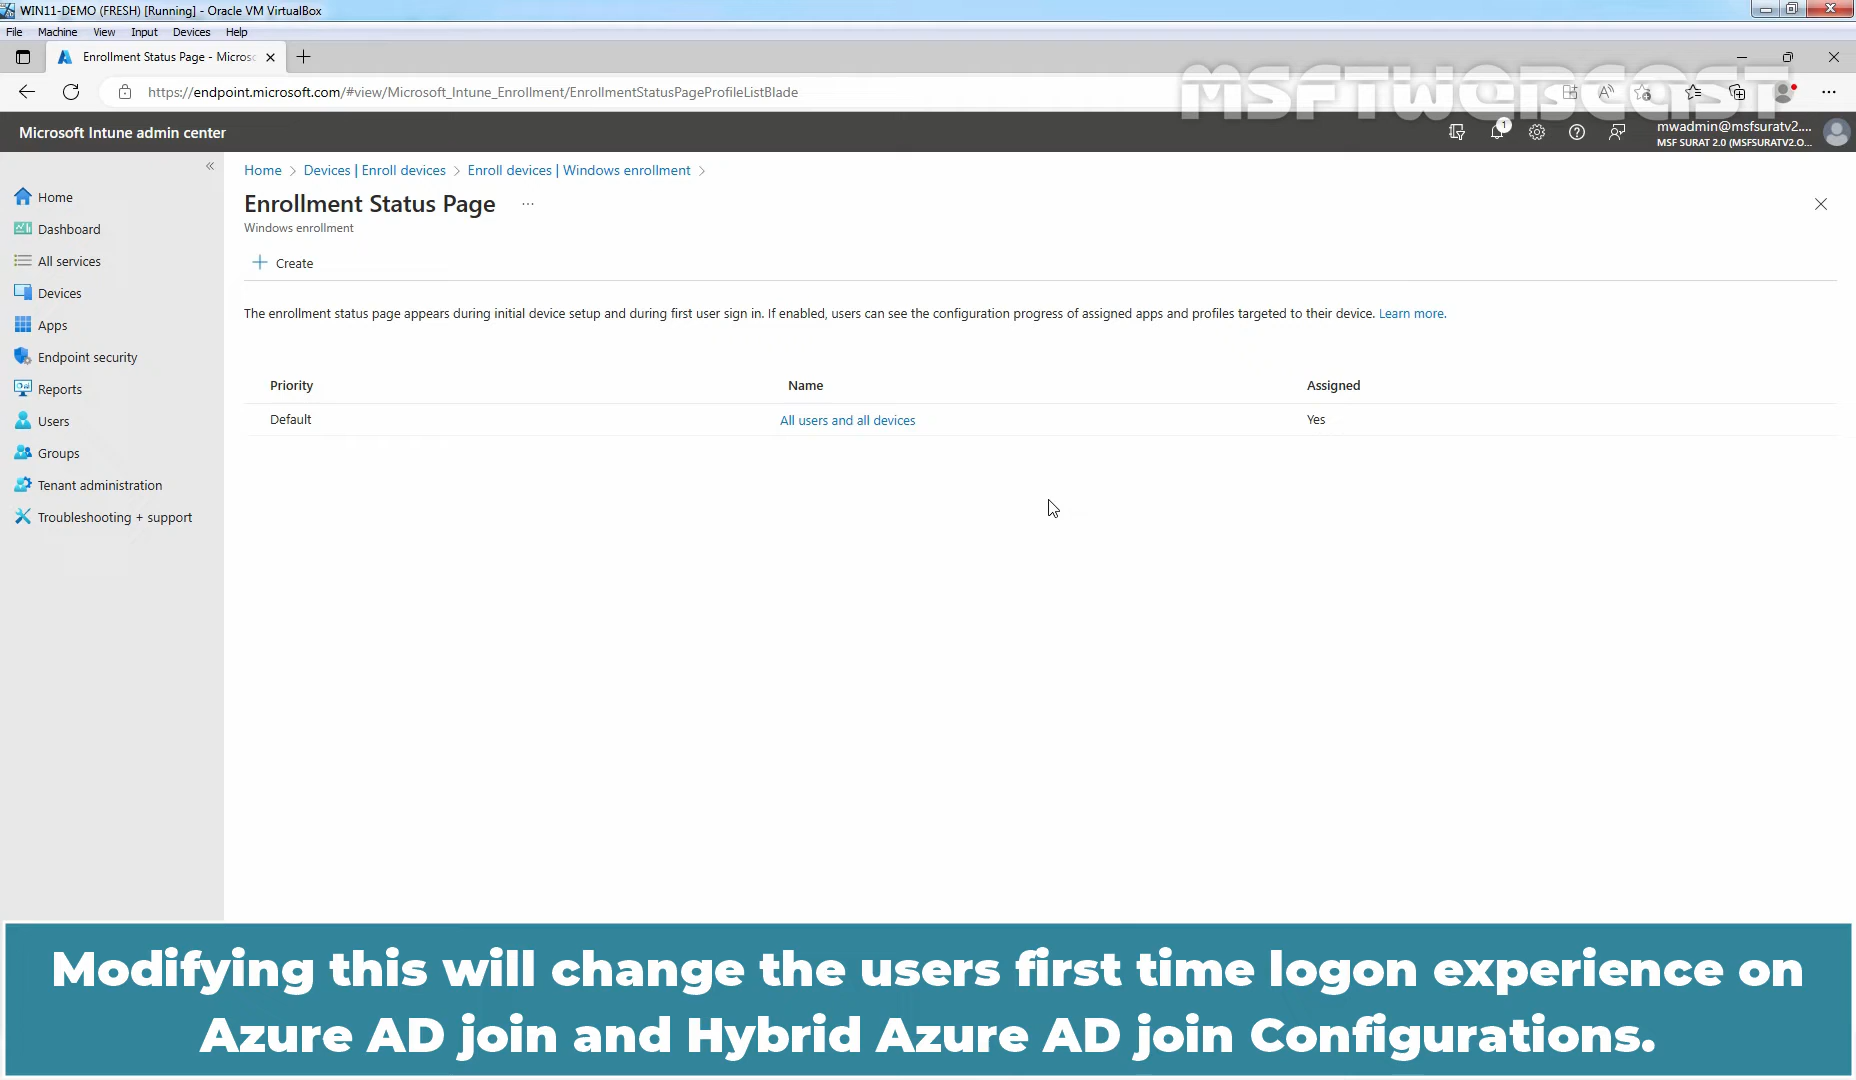 WIN11-DEMO (FRESH) [Running] - Oracle VM VirtualBox
File Machine View Input Devices Help
Enrollment Status Page - Micros
https://endpoint.microsoft.com/#view/Microsoft_Intune_Enrollment/EnrollmentStatusPageProfileListBlade
MSFTWEBCAST
Microsoft Intune admin center
1
mwadmin@msfsuratv2....
MSF SURAT 2.0 (MSFSURATV2.O...
Home
Dashboard
All services
Devices
Apps
Endpoint security
Reports
Users
Groups
Tenant administration
Troubleshooting + support
Home > Devices | Enroll devices > Enroll devices | Windows enrollment >
Enrollment Status Page ...
Windows enrollment
+ Create
The enrollment status page appears during initial device setup and during first user sign in. If enabled, users can see the configuration progress of assigned apps and profiles targeted to their device. Learn more.
Priority Name Assigned
Default All users and all devices Yes
Modifying this will change the users first time logon experience on
Azure AD join and Hybrid Azure AD join Configurations.